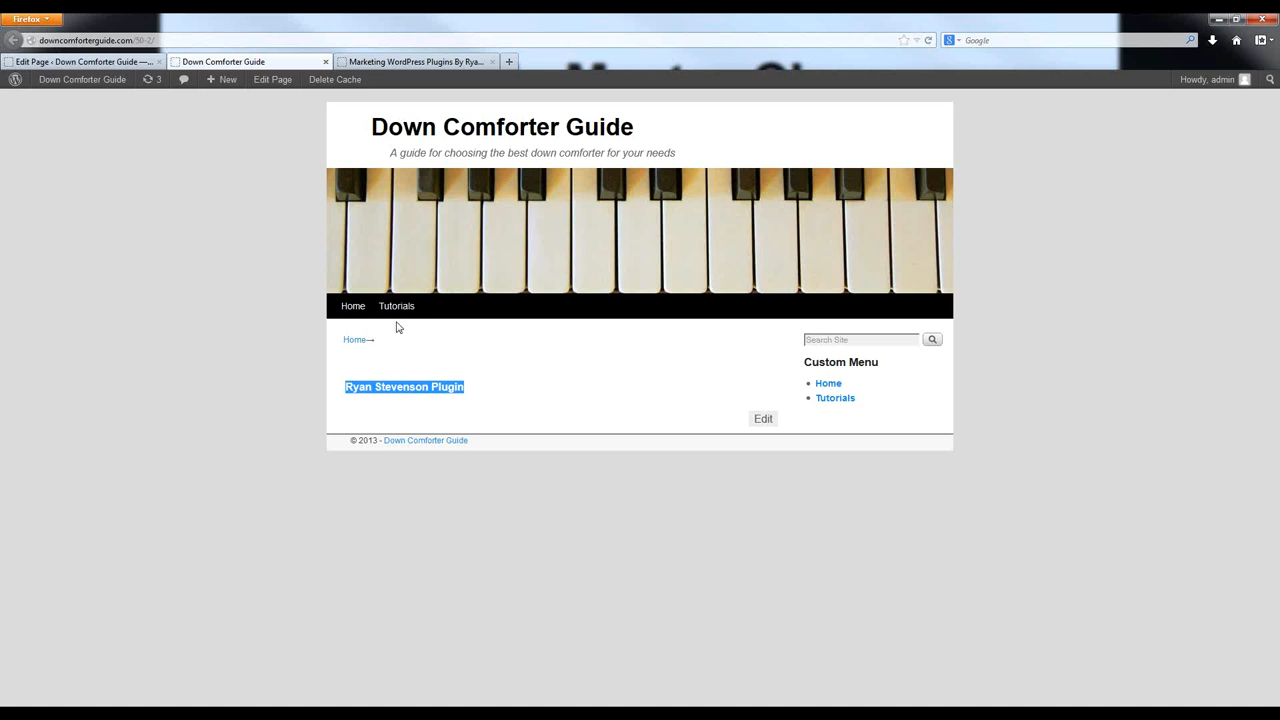 Firefox
downcomforterguide.com/50-2/
Google
Edit Page ‹ Down Comforter Guide —...
Down Comforter Guide
Marketing WordPress Plugins By Rya...
Down Comforter Guide
3
New
Edit Page
Delete Cache
Howdy, admin
Down Comforter Guide
A guide for choosing the best down comforter for your needs
Home
Tutorials
Home→
Search Site
Custom Menu
Home
Tutorials
Ryan Stevenson Plugin
Edit
© 2013 - Down Comforter Guide